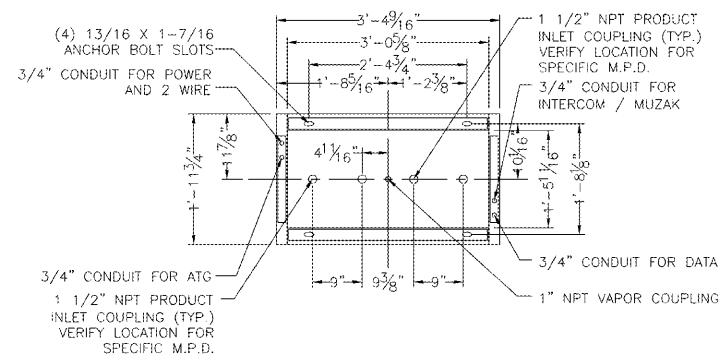 3'-4 9/16"
3'-0 5/8"
2'-4 3/4"
1'-8 5/16"
1'-2 3/8"
(4) 13/16 X 1-7/16
ANCHOR BOLT SLOTS
3/4" CONDUIT FOR POWER
AND 2 WIRE
1 1/2" NPT PRODUCT
INLET COUPLING (TYP.)
VERIFY LOCATION FOR
SPECIFIC M.P.D.
3/4" CONDUIT FOR
INTERCOM / MUZAK
1'-11 3/4"
11 7/8"
4 11/16"
1'-5 11/16"
1'-8 1/8"
3/4" CONDUIT FOR ATG
1 1/2" NPT PRODUCT
INLET COUPLING (TYP.)
VERIFY LOCATION FOR
SPECIFIC M.P.D.
9"
9 3/8"
9"
3/4" CONDUIT FOR DATA
1" NPT VAPOR COUPLING